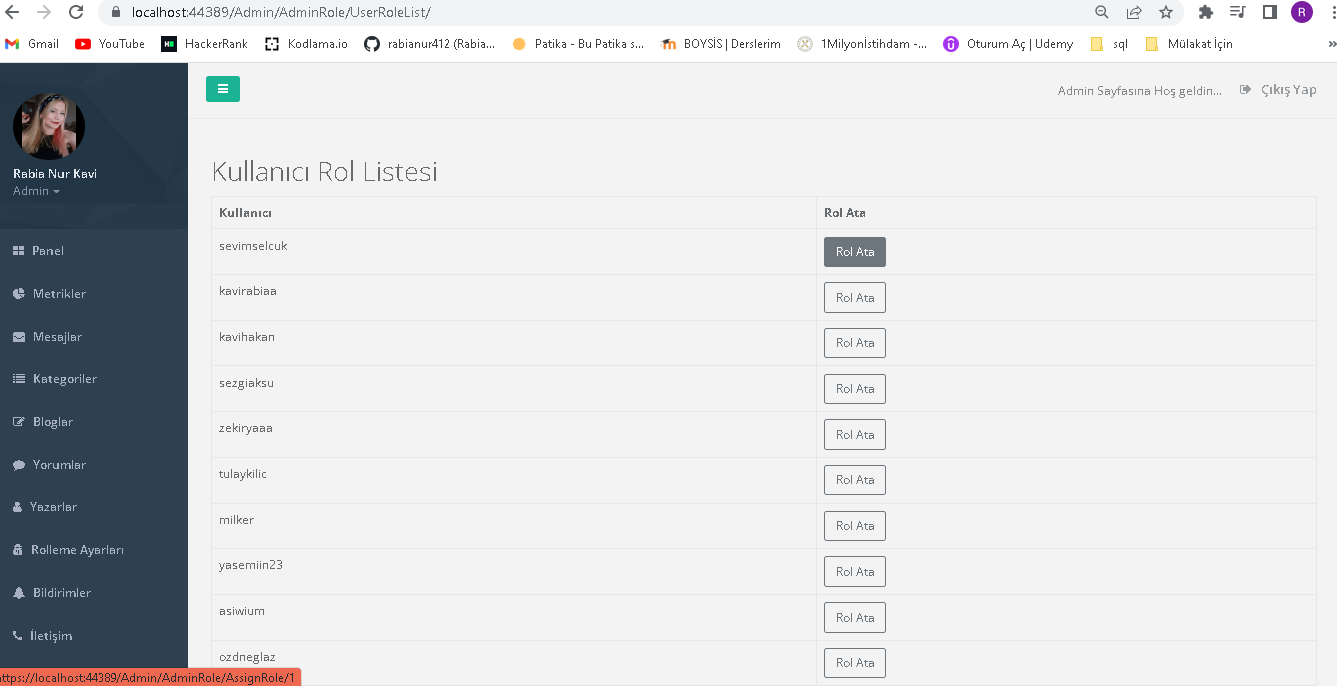 localhost:44389/Admin/AdminRole/UserRoleList/
R
Gmail YouTube HackerRank Kodlama.io rabianur412 (Rabia... Patika - Bu Patika s... BOYSİS | Derslerim 1Milyonİstihdam -... Oturum Aç | Udemy sql Mülakat İçin »
Admin Sayfasına Hoş geldin... Çıkış Yap
Rabia Nur Kavi
Admin
Panel
Metrikler
Mesajlar
Kategoriler
Bloglar
Yorumlar
Yazarlar
Rolleme Ayarları
Bildirimler
İletişim
Kullanıcı Rol Listesi
Kullanıcı Rol Ata
sevimselcuk Rol Ata
kavirabiaa Rol Ata
kavihakan Rol Ata
sezgiaksu Rol Ata
zekiryaaa Rol Ata
tulaykilic Rol Ata
milker Rol Ata
yasemiin23 Rol Ata
asiwium Rol Ata
ozdneglaz Rol Ata
ttps://localhost:44389/Admin/AdminRole/AssignRole/1